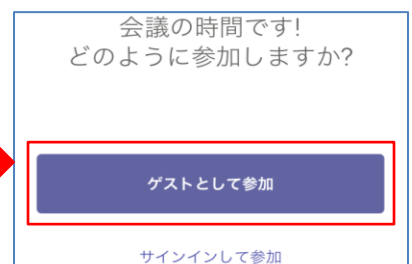 会議の時間です!
どのように参加しますか?
ゲストとして参加
サインインして参加